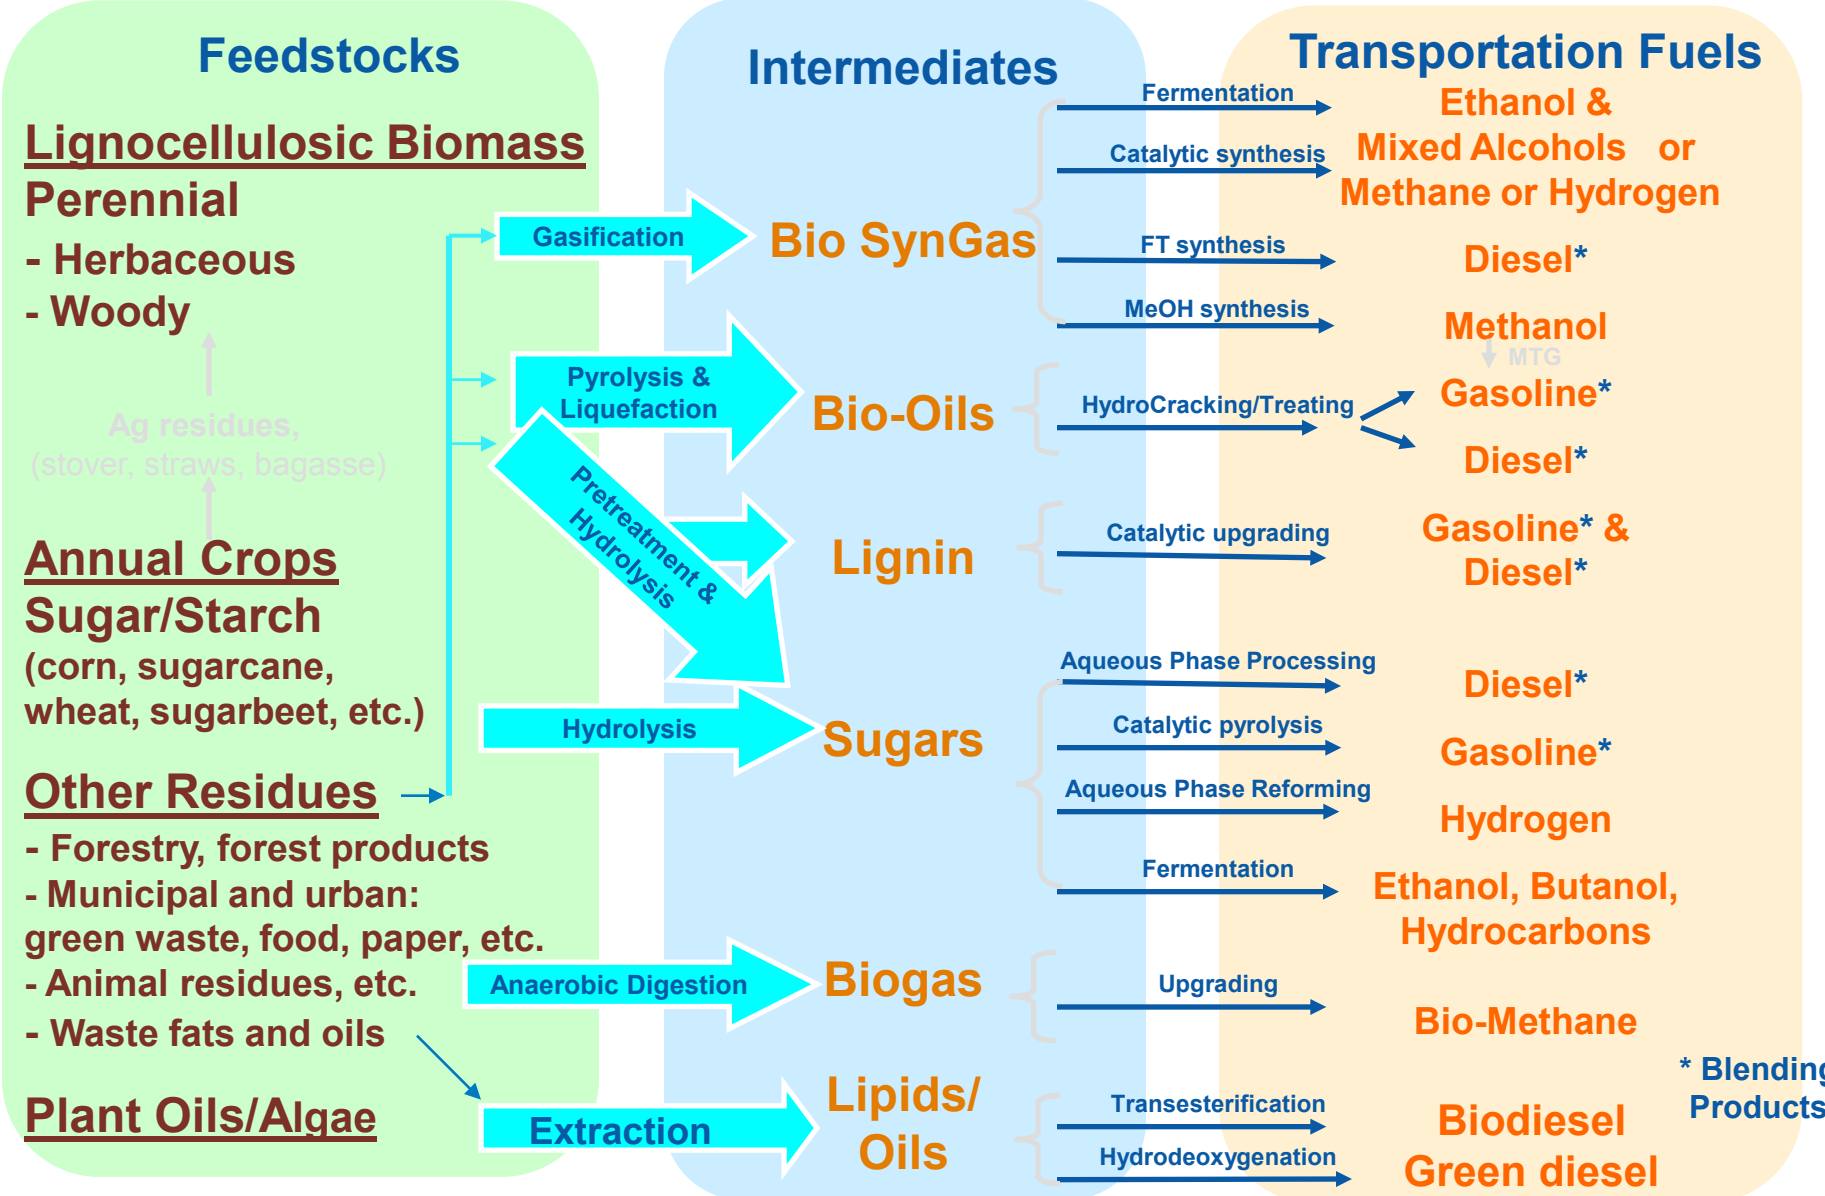 Feedstocks
Lignocellulosic Biomass
Perennial
- Herbaceous
- Woody
Ag residues,
(stover, straws, bagasse)
Annual Crops
Sugar/Starch
(corn, sugarcane,
wheat, sugarbeet, etc.)
Other Residues
- Forestry, forest products
- Municipal and urban:
green waste, food, paper, etc.
- Animal residues, etc.
- Waste fats and oils
Plant Oils/Algae
Gasification
Pyrolysis &
Liquefaction
Pretreatment &
Hydrolysis
Hydrolysis
Anaerobic Digestion
Extraction
Intermediates
Bio SynGas
Bio-Oils
Lignin
Sugars
Biogas
Lipids/
Oils
Fermentation
Catalytic synthesis
FT synthesis
MeOH synthesis
HydroCracking/Treating
Catalytic upgrading
Aqueous Phase Processing
Catalytic pyrolysis
Aqueous Phase Reforming
Fermentation
Upgrading
Transesterification
Hydrodeoxygenation
Transportation Fuels
Ethanol &
Mixed Alcohols or
Methane or Hydrogen
Diesel*
Methanol
MTG
Gasoline*
Diesel*
Gasoline* &
Diesel*
Diesel*
Gasoline*
Hydrogen
Ethanol, Butanol,
Hydrocarbons
Bio-Methane
* Blending
Products
Biodiesel
Green diesel